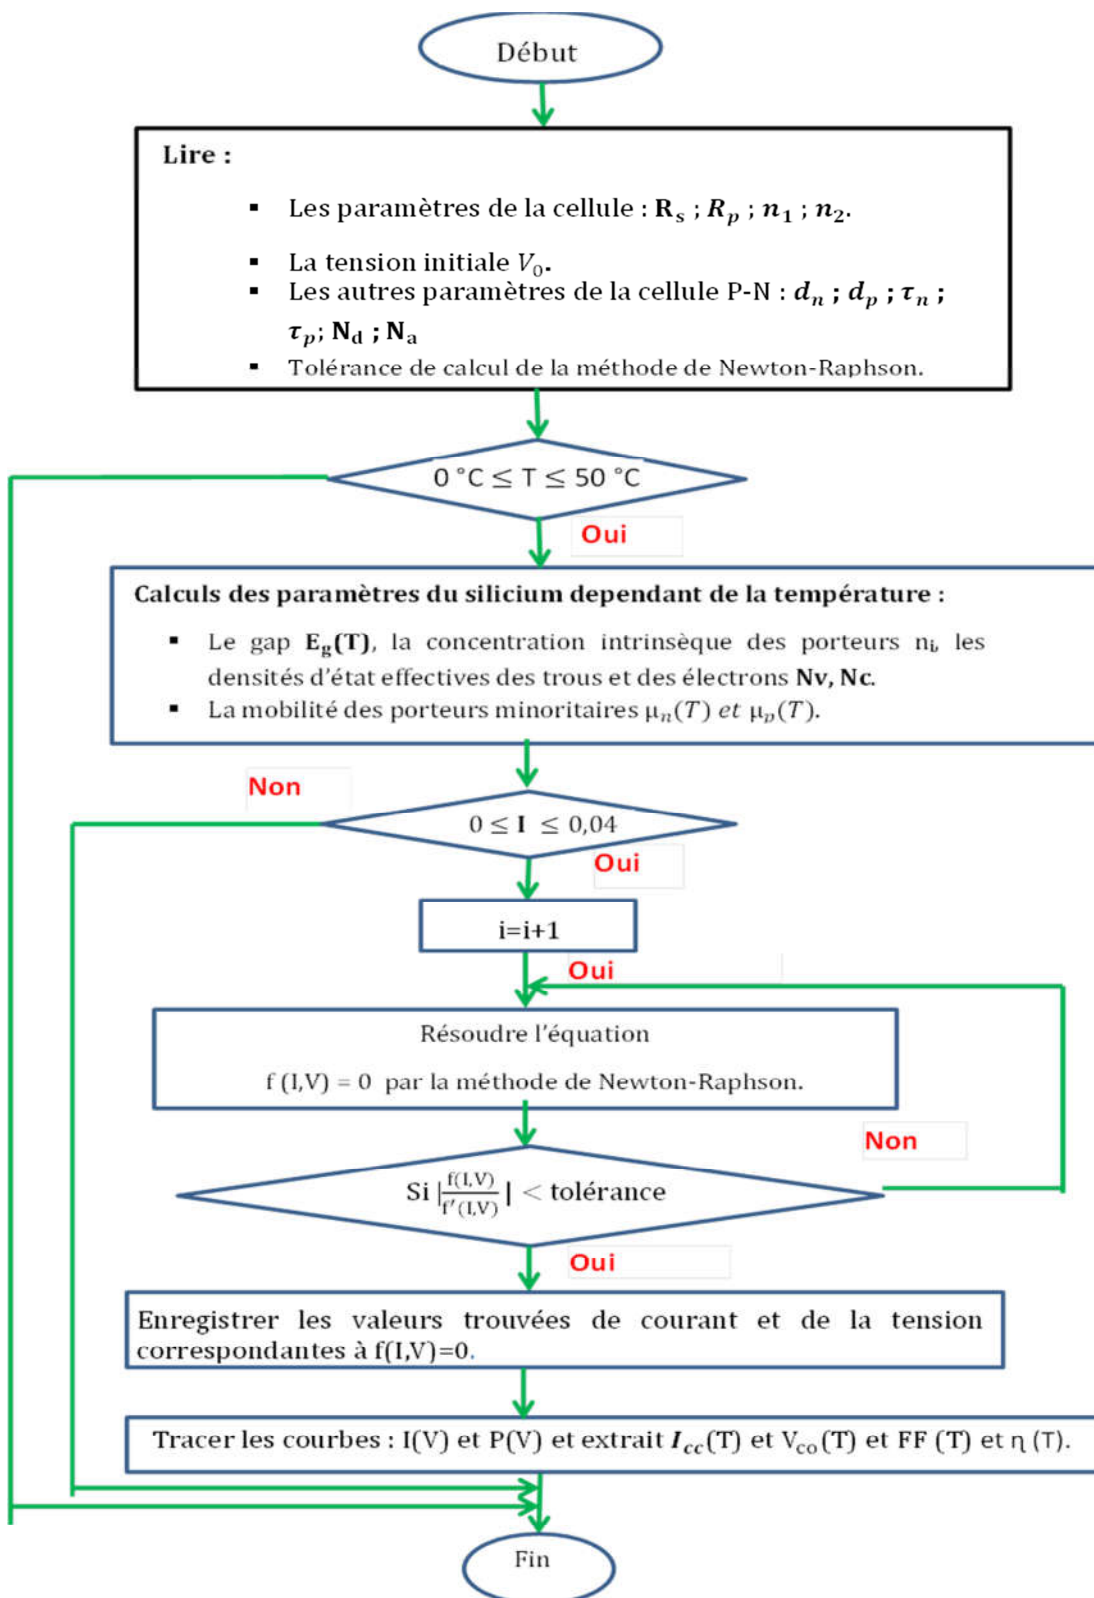 Début
Lire :
▪ Les paramètres de la cellule : Rs ; Rp ; n1 ; n2.
▪ La tension initiale V0.
▪ Les autres paramètres de la cellule P-N : dn ; dp ; τn ;
τp; Nd ; Na
▪ Tolérance de calcul de la méthode de Newton-Raphson.
0 °C ≤ T ≤ 50 °C
Oui
Calculs des paramètres du silicium dependant de la température :
▪ Le gap Eg(T), la concentration intrinsèque des porteurs ni, les
densités d'état effectives des trous et des électrons Nv, Nc.
▪ La mobilité des porteurs minoritaires μn(T) et μp(T).
Non
0 ≤ I ≤ 0,04
Oui
i=i+1
Oui
Résoudre l'équation
f (I,V) = 0 par la méthode de Newton-Raphson.
Non
Si |f(I,V)/f'(I,V)| < tolérance
Oui
Enregistrer les valeurs trouvées de courant et de la tension
correspondantes à f(I,V)=0.
Tracer les courbes : I(V) et P(V) et extrait Icc(T) et Vco(T) et FF (T) et η (T).
Fin